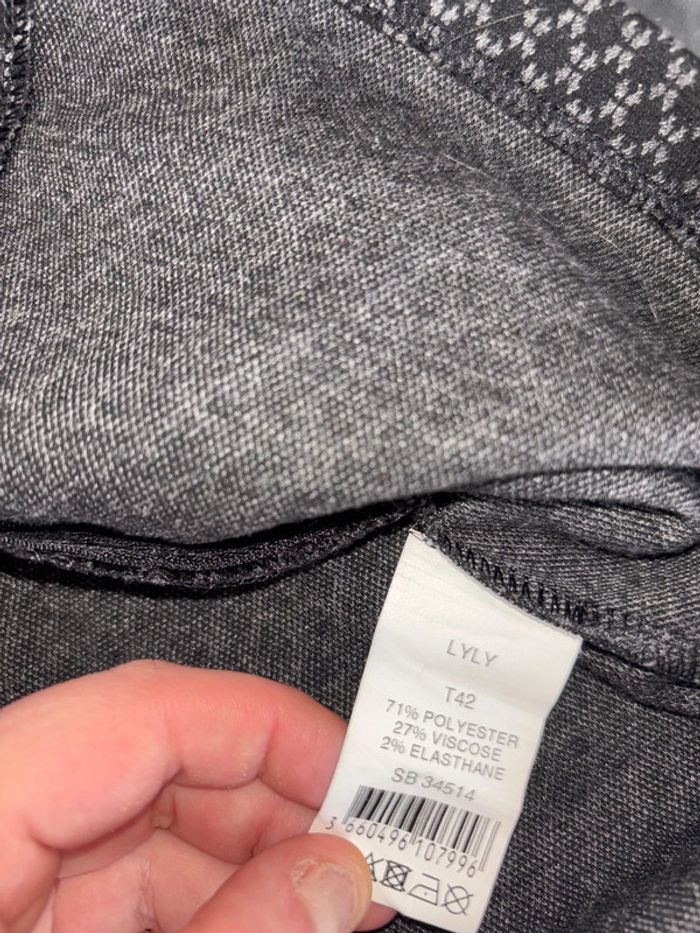 LYLY
T42
71% POLYESTER
27% VISCOSE
2% ELASTHANE
SB 34514
3 660496 107996